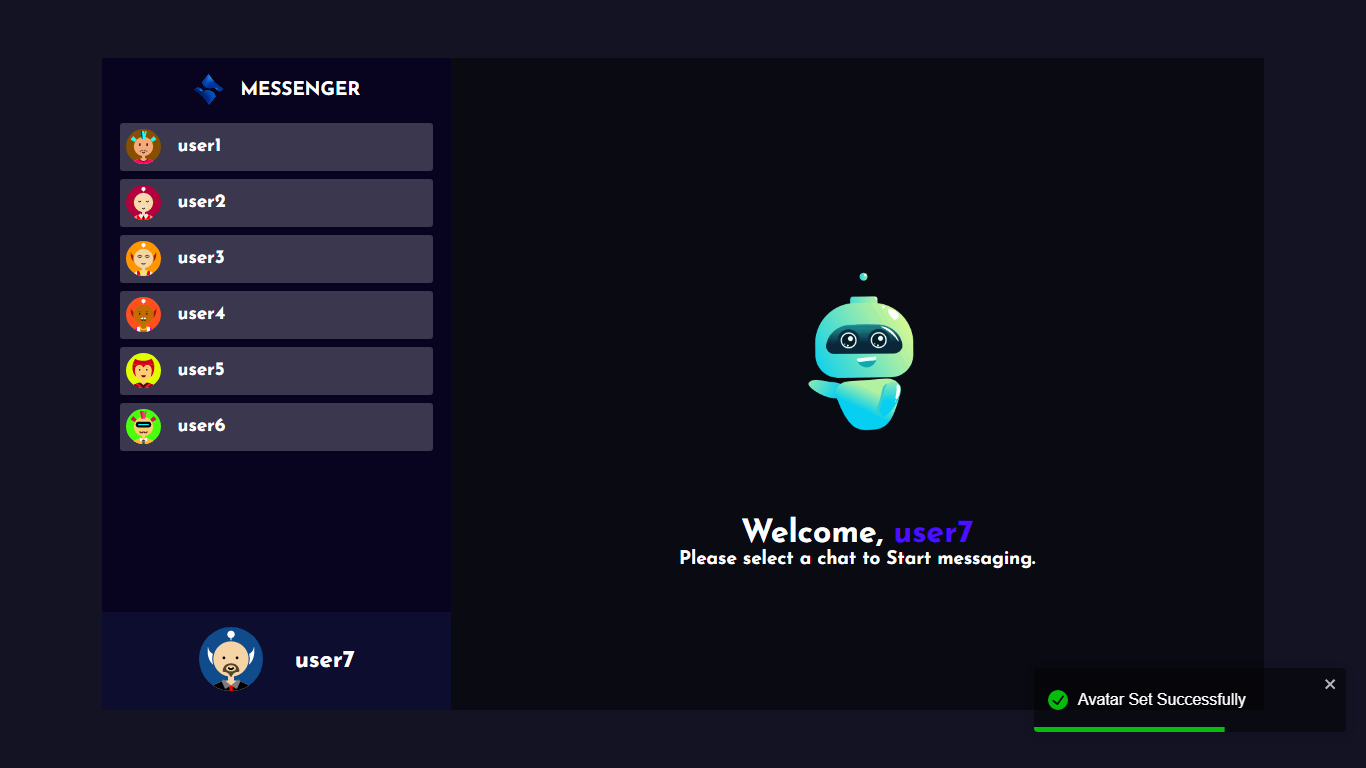 MESSENGER
user1
user2
user3
user4
user5
user6
user7
Welcome, user7
Please select a chat to Start messaging.
Avatar Set Successfully